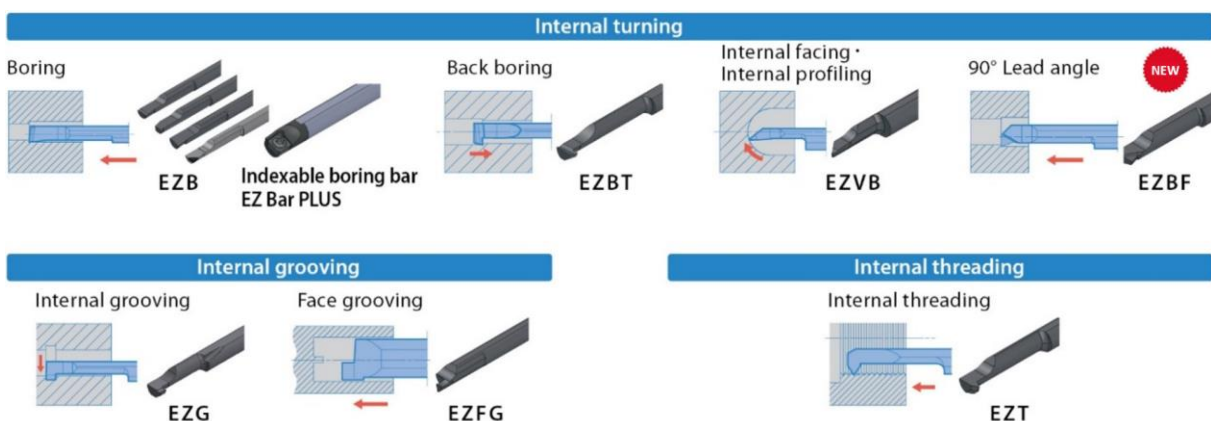 Internal turning
Boring
EZB
Indexable boring bar
EZ Bar PLUS
Back boring
EZBT
Internal facing・
Internal profiling
EZVB
90° Lead angle
NEW
EZBF
Internal grooving
Internal grooving
EZG
Face grooving
EZFG
Internal threading
Internal threading
EZT